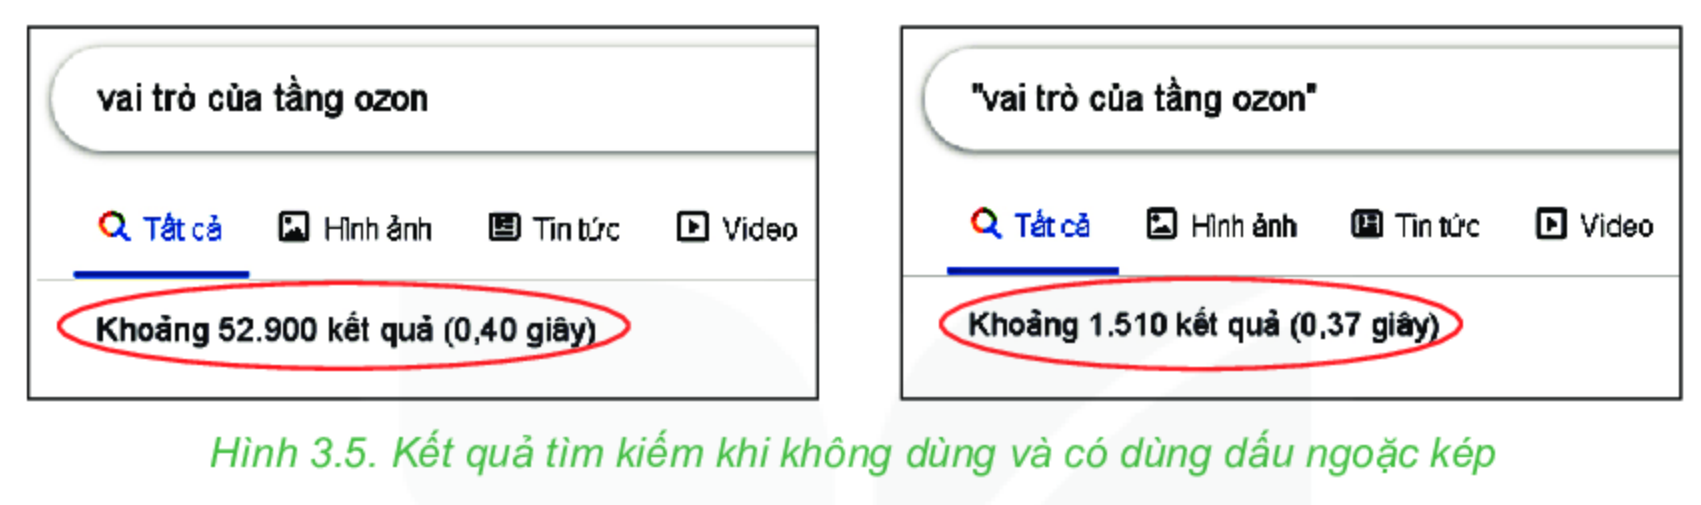 vai trò của tầng ozon
Tất cả Hình ảnh Tin tức Video
Khoảng 52.900 kết quả (0,40 giây)
"vai trò của tầng ozon"
Tất cả Hình ảnh Tin tức Video
Khoảng 1.510 kết quả (0,37 giây)
Hình 3.5. Kết quả tìm kiếm khi không dùng và có dùng dấu ngoặc kép